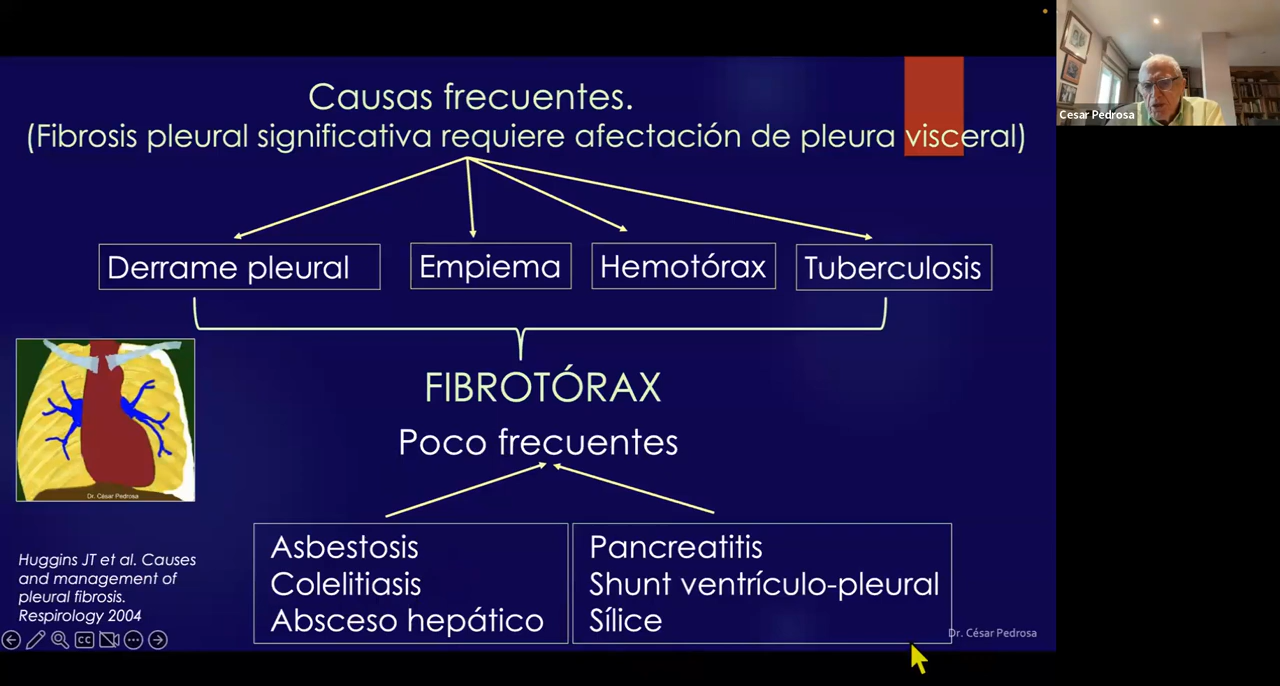 Causas frecuentes.
(Fibrosis pleural significativa requiere afectación de pleura visceral)
Cesar Pedrosa
Derrame pleural
Empiema
Hemotórax
Tuberculosis
FIBROTÓRAX
Poco frecuentes
Dr. César Pedrosa
Asbestosis
Colelitiasis
Absceso hepático
Pancreatitis
Shunt ventrículo-pleural
Sílice
Huggins JT et al. Causes
and management of
pleural fibrosis.
Respirology 2004
CC
Dr. César Pedrosa